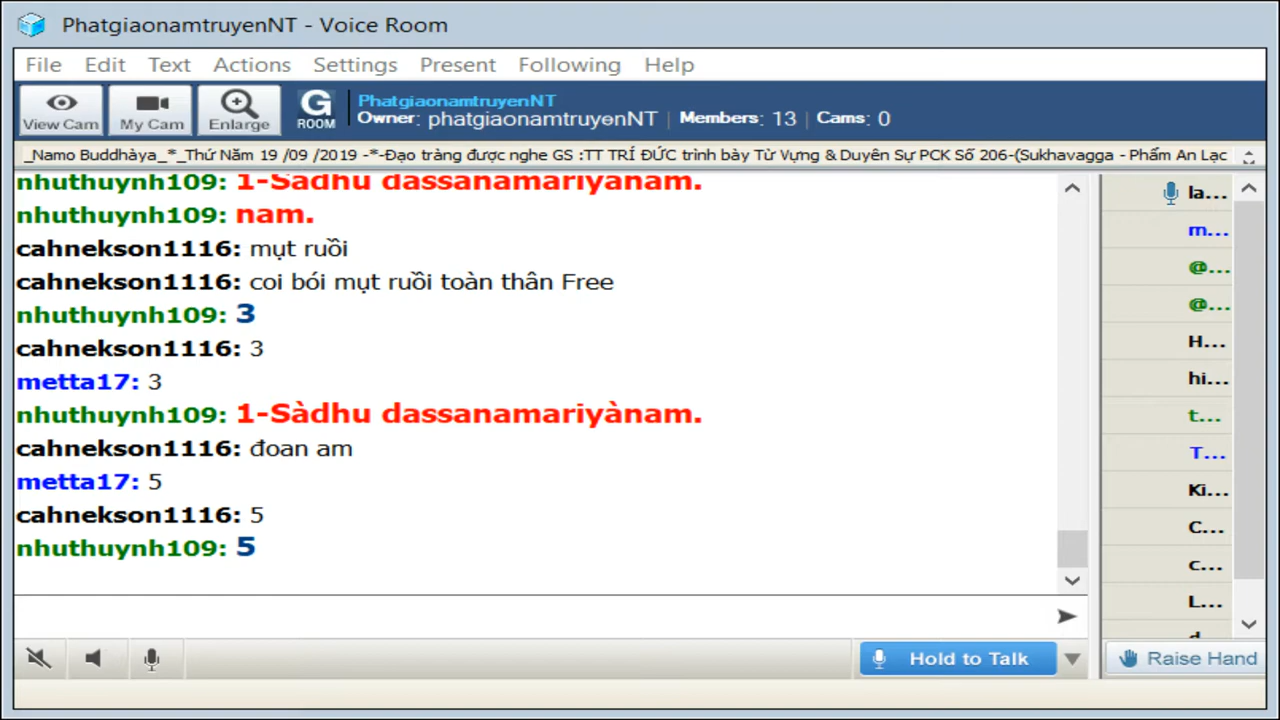 PhatgiaonamtruyenNT - Voice Room
File Edit Text Actions Settings Present Following Help
View Cam My Cam Enlarge G ROOM
PhatgiaonamtruyenNT
Owner: phatgiaonamtruyenNT Members: 13 Cams: 0
_Namo Buddhàya_*_Thứ Năm 19 /09 /2019 -*-Đạo tràng được nghe GS :TT TRÍ ĐỨC trình bày Từ Vựng & Duyên Sự PCK Số 206-(Sukhavagga - Phẩm An Lạc
nhuthuynh109: 1-Sàdhu dassanamariyànam.
nhuthuynh109: nam.
cahnekson1116: mụt ruồi
cahnekson1116: coi bói mụt ruồi toàn thân Free
nhuthuynh109: 3
cahnekson1116: 3
metta17: 3
nhuthuynh109: 1-Sàdhu dassanamariyànam.
cahnekson1116: đoan am
metta17: 5
cahnekson1116: 5
nhuthuynh109: 5
la...
m...
@...
@...
H...
hi...
t...
T...
Ki...
C...
c...
L...
Hold to Talk
Raise Hand